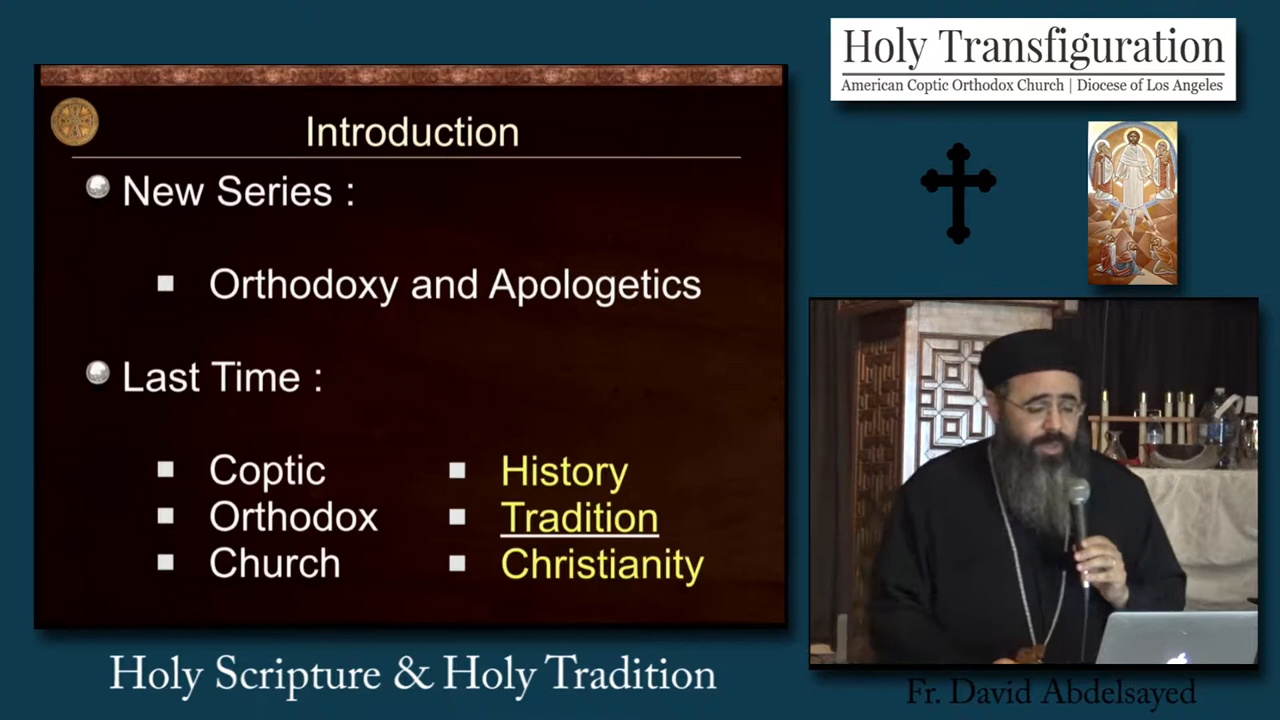 Holy Transfiguration
American Coptic Orthodox Church | Diocese of Los Angeles
Introduction
New Series :
Orthodoxy and Apologetics
Last Time :
Coptic
Orthodox
Church
History
Tradition
Christianity
Holy Scripture & Holy Tradition
Fr. David Abdelsayed